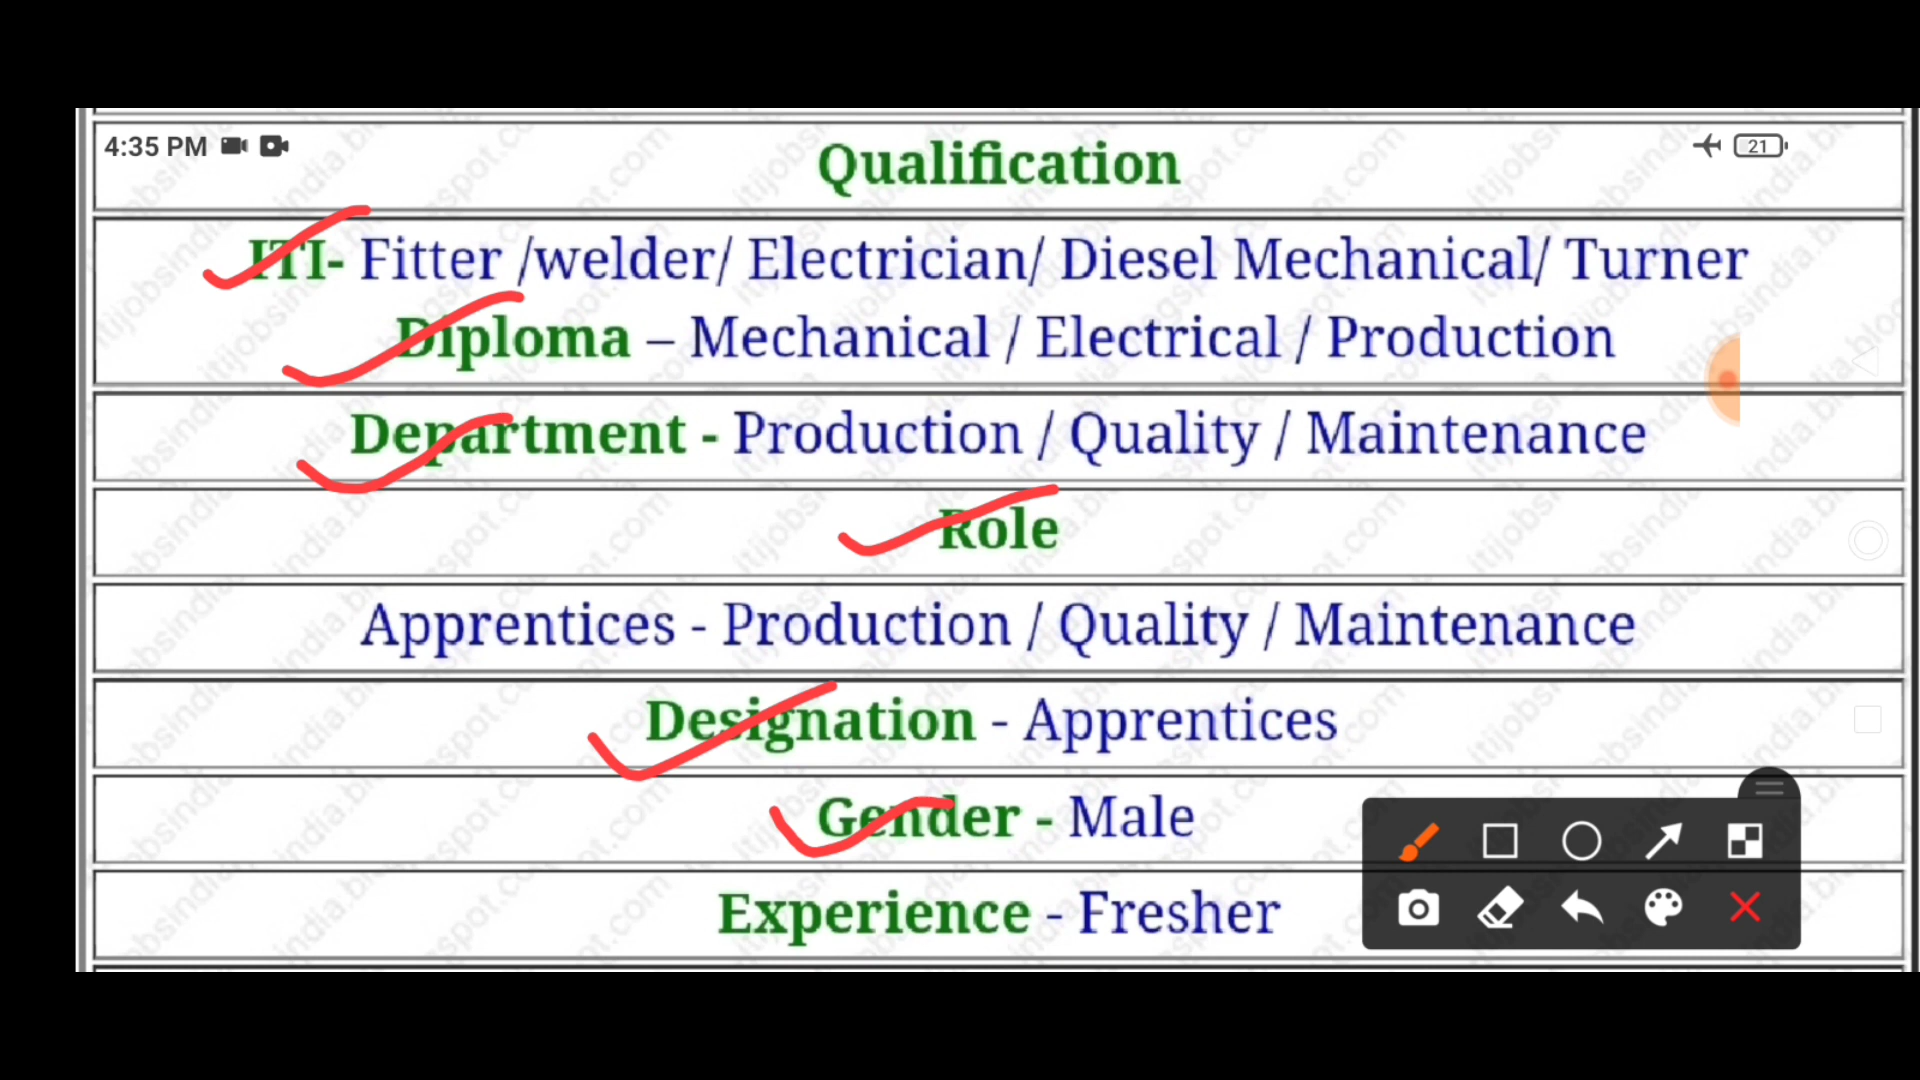 4:35 PM
21
Qualification
ITI- Fitter /welder/ Electrician/ Diesel Mechanical/ Turner
Diploma – Mechanical / Electrical / Production
Department - Production / Quality / Maintenance
Role
Apprentices - Production / Quality / Maintenance
Designation - Apprentices
Gender - Male
Experience - Fresher